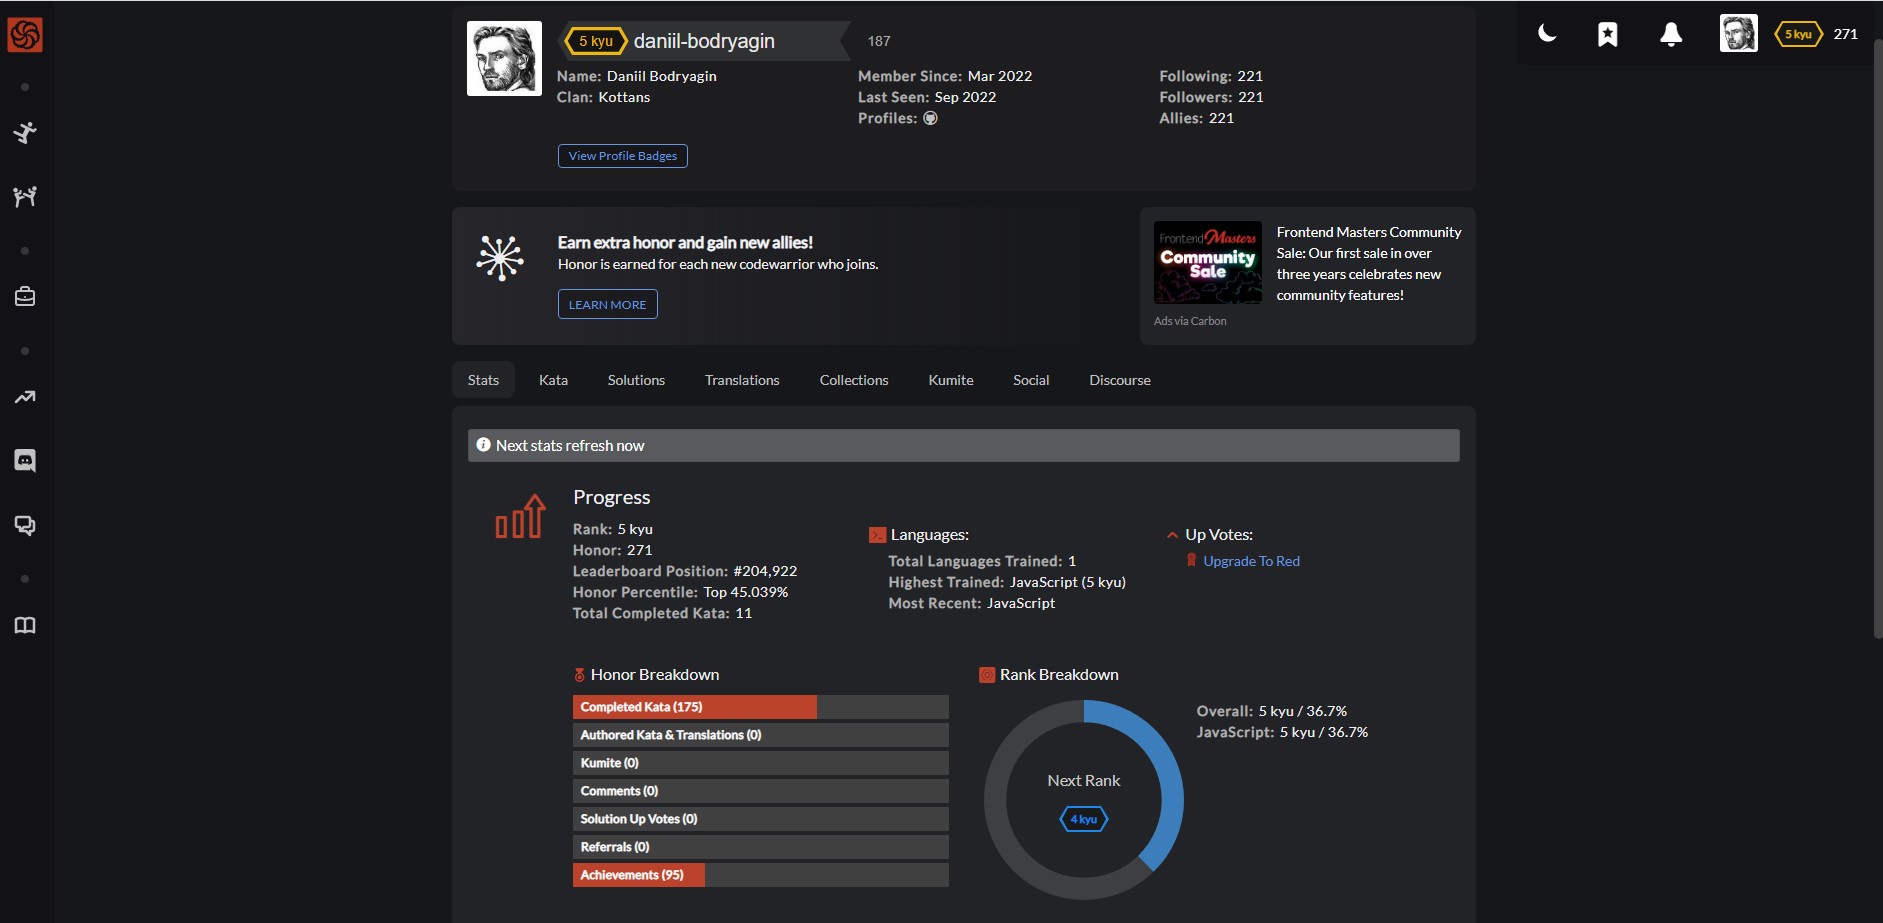 5 kyu daniil-bodryagin 187
5 kyu 271
Name: Daniil Bodryagin
Clan: Kottans
Member Since: Mar 2022
Last Seen: Sep 2022
Profiles:
Following: 221
Followers: 221
Allies: 221
View Profile Badges
Earn extra honor and gain new allies!
Honor is earned for each new codewarrior who joins.
LEARN MORE
Frontend Masters
Community
Sale
Frontend Masters Community
Sale: Our first sale in over
three years celebrates new
community features!
Ads via Carbon
Stats Kata Solutions Translations Collections Kumite Social Discourse
Next stats refresh now
Progress
Rank: 5 kyu
Honor: 271
Leaderboard Position: #204,922
Honor Percentile: Top 45.039%
Total Completed Kata: 11
Languages:
Total Languages Trained: 1
Highest Trained: JavaScript (5 kyu)
Most Recent: JavaScript
Up Votes:
Upgrade To Red
Honor Breakdown
Completed Kata (175)
Authored Kata & Translations (0)
Kumite (0)
Comments (0)
Solution Up Votes (0)
Referrals (0)
Achievements (95)
Rank Breakdown
Next Rank
4 kyu
Overall: 5 kyu / 36.7%
JavaScript: 5 kyu / 36.7%